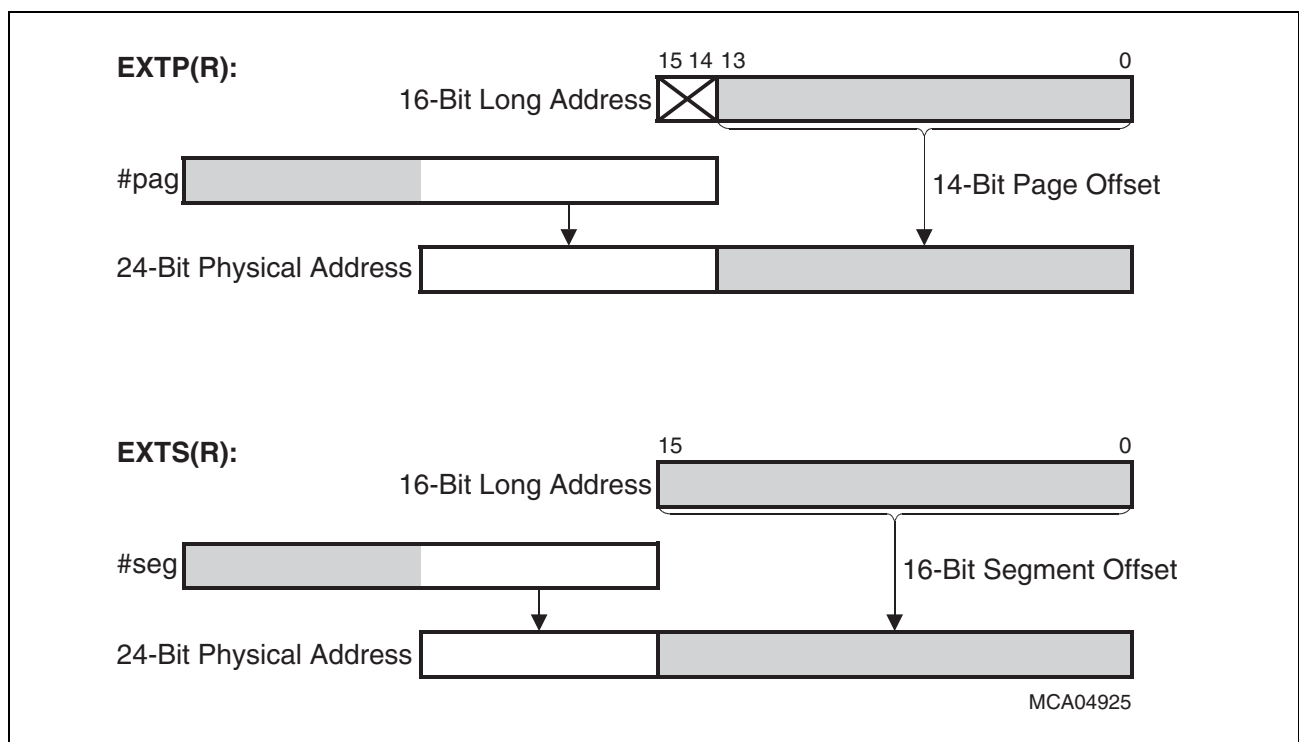 EXTP(R):
15 14 13 0
16-Bit Long Address
#pag
14-Bit Page Offset
24-Bit Physical Address
EXTS(R):
15 0
16-Bit Long Address
#seg
16-Bit Segment Offset
24-Bit Physical Address
MCA04925